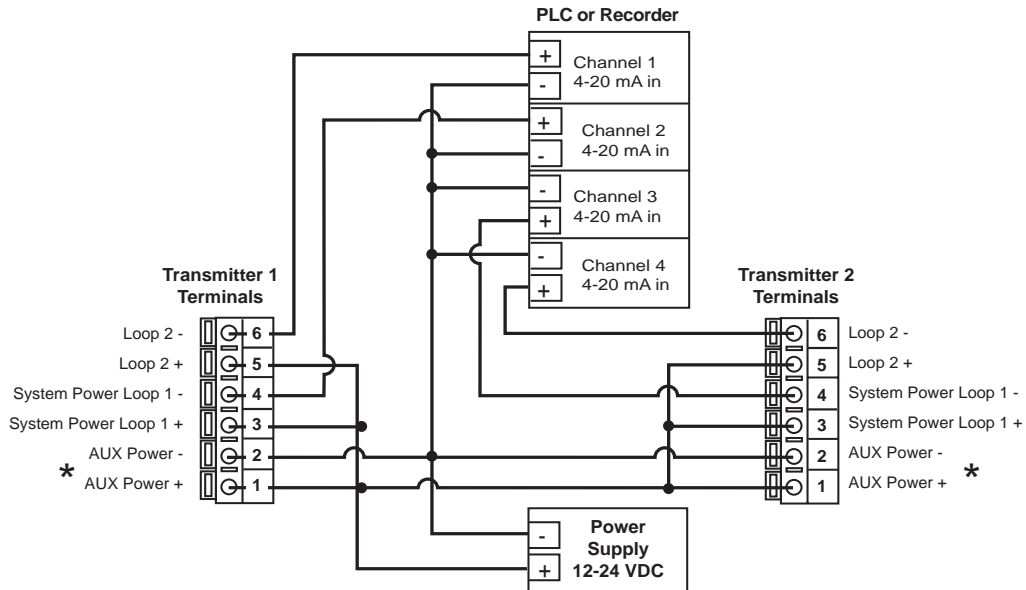 PLC or Recorder
+
Channel 1
4-20 mA in
-
+
Channel 2
4-20 mA in
-
-
Channel 3
4-20 mA in
+
-
Channel 4
4-20 mA in
+
Transmitter 1
Terminals
Loop 2 - 6
Loop 2 + 5
System Power Loop 1 - 4
System Power Loop 1 + 3
AUX Power - 2
* AUX Power + 1
Transmitter 2
Terminals
6 Loop 2 -
5 Loop 2 +
4 System Power Loop 1 -
3 System Power Loop 1 +
2 AUX Power -
1 AUX Power + *
-
+
Power
Supply
12-24 VDC